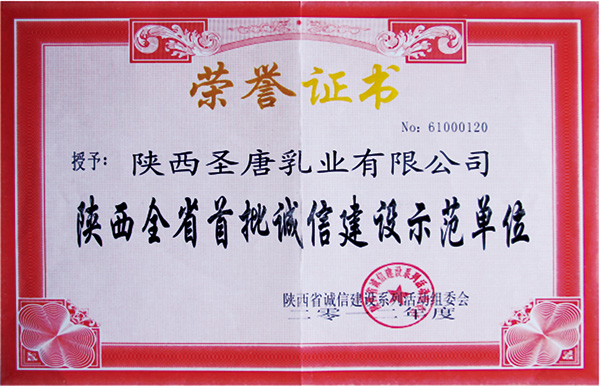 荣誉证书
No: 61000120
授予: 陕西圣唐乳业有限公司
陕西全省首批诚信建设示范单位
陕西省诚信建设系列活动组委会
二零一二年度